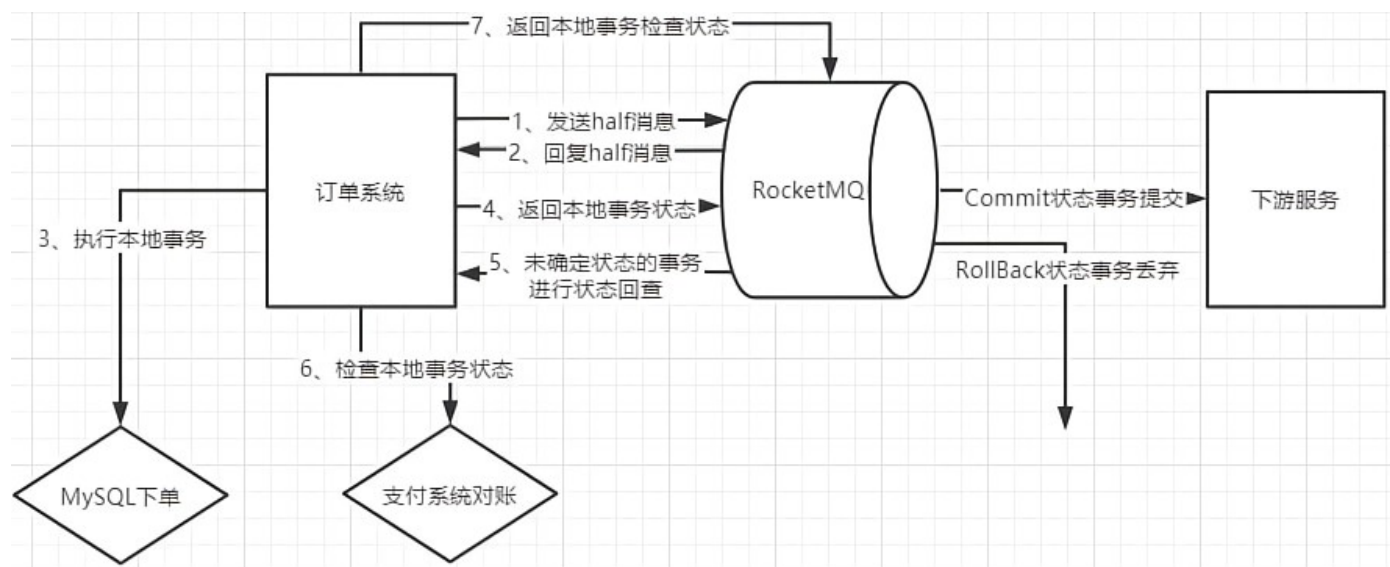 7、返回本地事务检查状态
1、发送half消息
2、回复half消息
订单系统
RocketMQ
Commit状态事务提交
下游服务
4、返回本地事务状态
3、执行本地事务
5、未确定状态的事务
进行状态回查
RollBack状态事务丢弃
6、检查本地事务状态
MySQL下单
支付系统对账